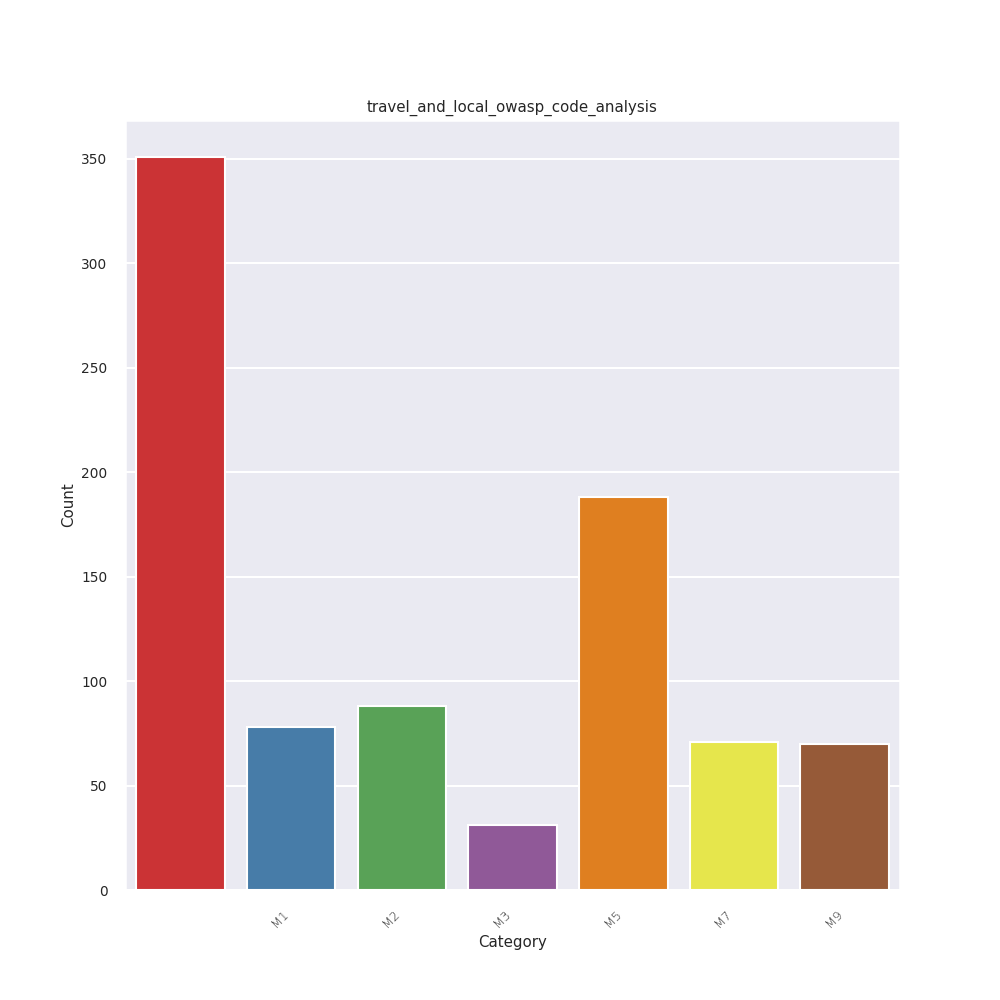 travel_and_local_owasp_code_analysis
350
300
250
200
150
100
50
0
Count
M1
M2
M3
M5
M7
M9
Category